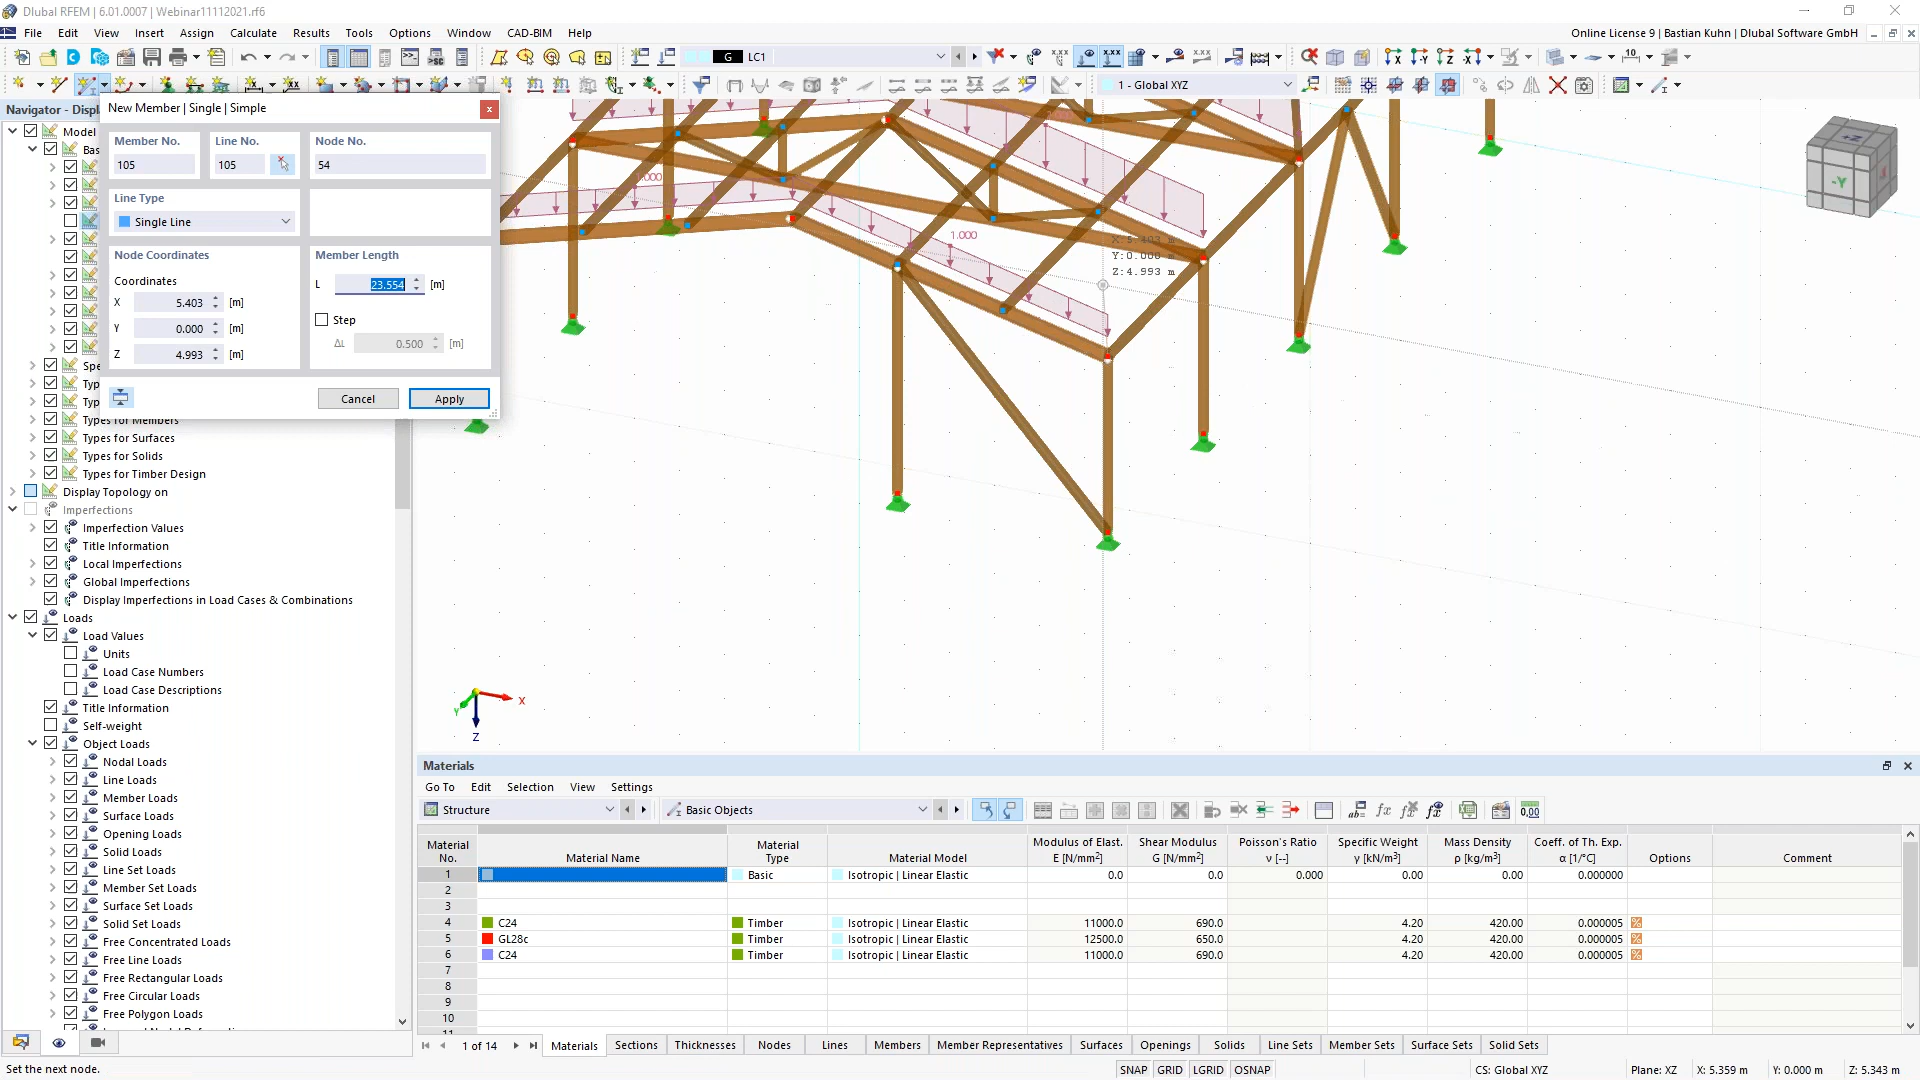 Dlubal RFEM | 6.01.0007 | Webinar11112021.rf6
File Edit View Insert Assign Calculate Results Tools Options Window CAD-BIM Help
Online License 9 | Bastian Kuhn | Dlubal Software GmbH
G LC1
1 - Global XYZ
Navigator - Displ
New Member | Single | Simple
Member No.
105
Line No.
105
Node No.
54
Line Type
Single Line
Node Coordinates
Coordinates
X 5.403 [m]
Y 0.000 [m]
Z 4.993 [m]
Member Length
L 23.554 [m]
Step
ΔL 0.500 [m]
Cancel
Apply
Model
Bas
Spe
Typ
Typ
Types for Members
Types for Surfaces
Types for Solids
Types for Timber Design
Display Topology on
Imperfections
Imperfection Values
Title Information
Local Imperfections
Global Imperfections
Display Imperfections in Load Cases & Combinations
Loads
Load Values
Units
Load Case Numbers
Load Case Descriptions
Title Information
Self-weight
Object Loads
Nodal Loads
Line Loads
Member Loads
Surface Loads
Opening Loads
Solid Loads
Line Set Loads
Member Set Loads
Surface Set Loads
Solid Set Loads
Free Concentrated Loads
Free Line Loads
Free Rectangular Loads
Free Circular Loads
Free Polygon Loads
1.000
X:5.403 m
Y:0.000 m
Z:4.993 m
+Z
-Y
X
Y
Z
Materials
Go To Edit Selection View Settings
Structure
Basic Objects
Material No. Material Name Material Type Material Model Modulus of Elast. E [N/mm²] Shear Modulus G [N/mm²] Poisson's Ratio ν [--] Specific Weight γ [kN/m³] Mass Density ρ [kg/m³] Coeff. of Th. Exp. α [1/°C] Options Comment
1 Basic Isotropic | Linear Elastic 0.0 0.0 0.000 0.00 0.00 0.000000
2
3
4 C24 Timber Isotropic | Linear Elastic 11000.0 690.0 4.20 420.00 0.000005
5 GL28c Timber Isotropic | Linear Elastic 12500.0 650.0 4.20 420.00 0.000005
6 C24 Timber Isotropic | Linear Elastic 11000.0 690.0 4.20 420.00 0.000005
7
8
9
10
11
1 of 14 Materials Sections Thicknesses Nodes Lines Members Member Representatives Surfaces Openings Solids Line Sets Member Sets Surface Sets Solid Sets
Set the next node.
SNAP GRID LGRID OSNAP
CS: Global XYZ
Plane: XZ X: 5.359 m Y: 0.000 m Z: 5.343 m